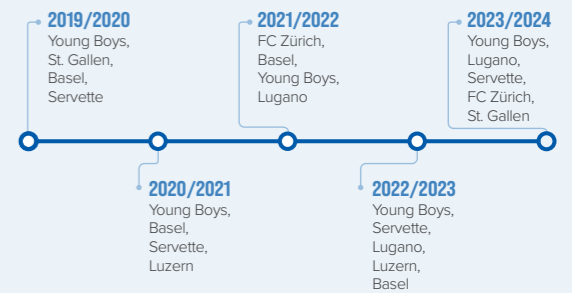 2019/2020
Young Boys,
St. Gallen,
Basel,
Servette
2020/2021
Young Boys,
Basel,
Servette,
Luzern
2021/2022
FC Zürich,
Basel,
Young Boys,
Lugano
2022/2023
Young Boys,
Servette,
Lugano,
Luzern,
Basel
2023/2024
Young Boys,
Lugano,
Servette,
FC Zürich,
St. Gallen